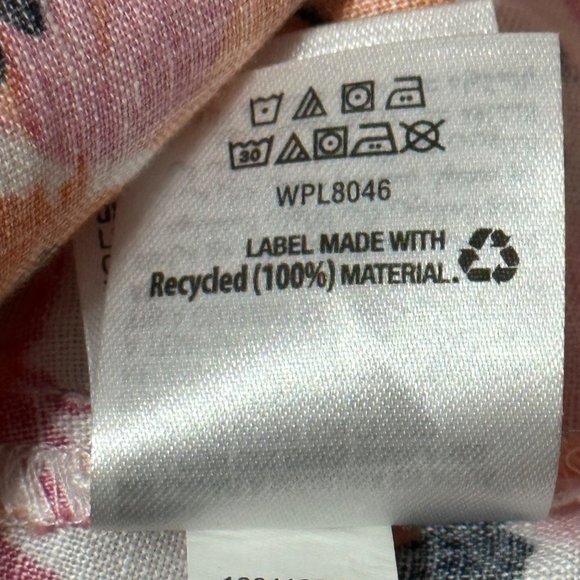 30
WPL8046
LABEL MADE WITH
Recycled (100%) MATERIAL.